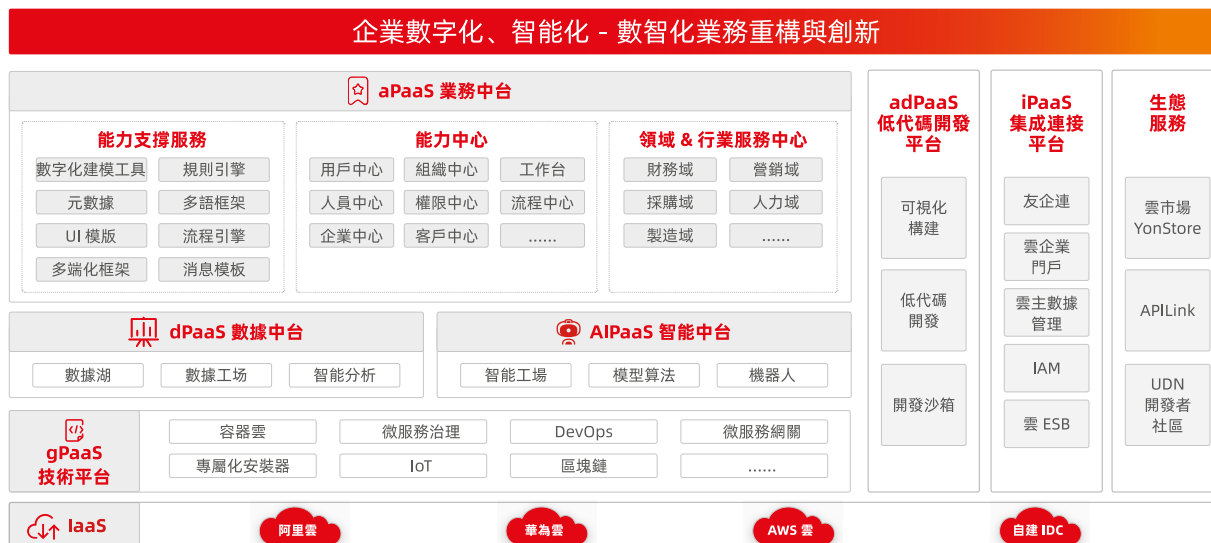 企業數字化、智能化 - 數智化業務重構與創新
aPaaS 業務中台
能力支撐服務
數字化建模工具
規則引擎
元數據
多語框架
UI 模版
流程引擎
多端化框架
消息模板
能力中心
用戶中心
組織中心
工作台
人員中心
權限中心
流程中心
企業中心
客戶中心
......
領域 & 行業服務中心
財務域
營銷域
採購域
人力域
製造域
......
dPaaS 數據中台
數據湖
數據工场
智能分析
AIPaaS 智能中台
智能工場
模型算法
機器人
gPaaS
技術平台
容器雲
微服務治理
DevOps
微服務網關
專屬化安裝器
IoT
區塊鏈
......
adPaaS
低代碼開發
平台
可視化
構建
低代碼
開發
開發沙箱
iPaaS
集成連接
平台
友企連
雲企業
門戶
雲主數據
管理
IAM
雲 ESB
生態
服務
雲市場
YonStore
APILink
UDN
開發者
社區
IaaS
阿里雲
華為雲
AWS 雲
自建 IDC